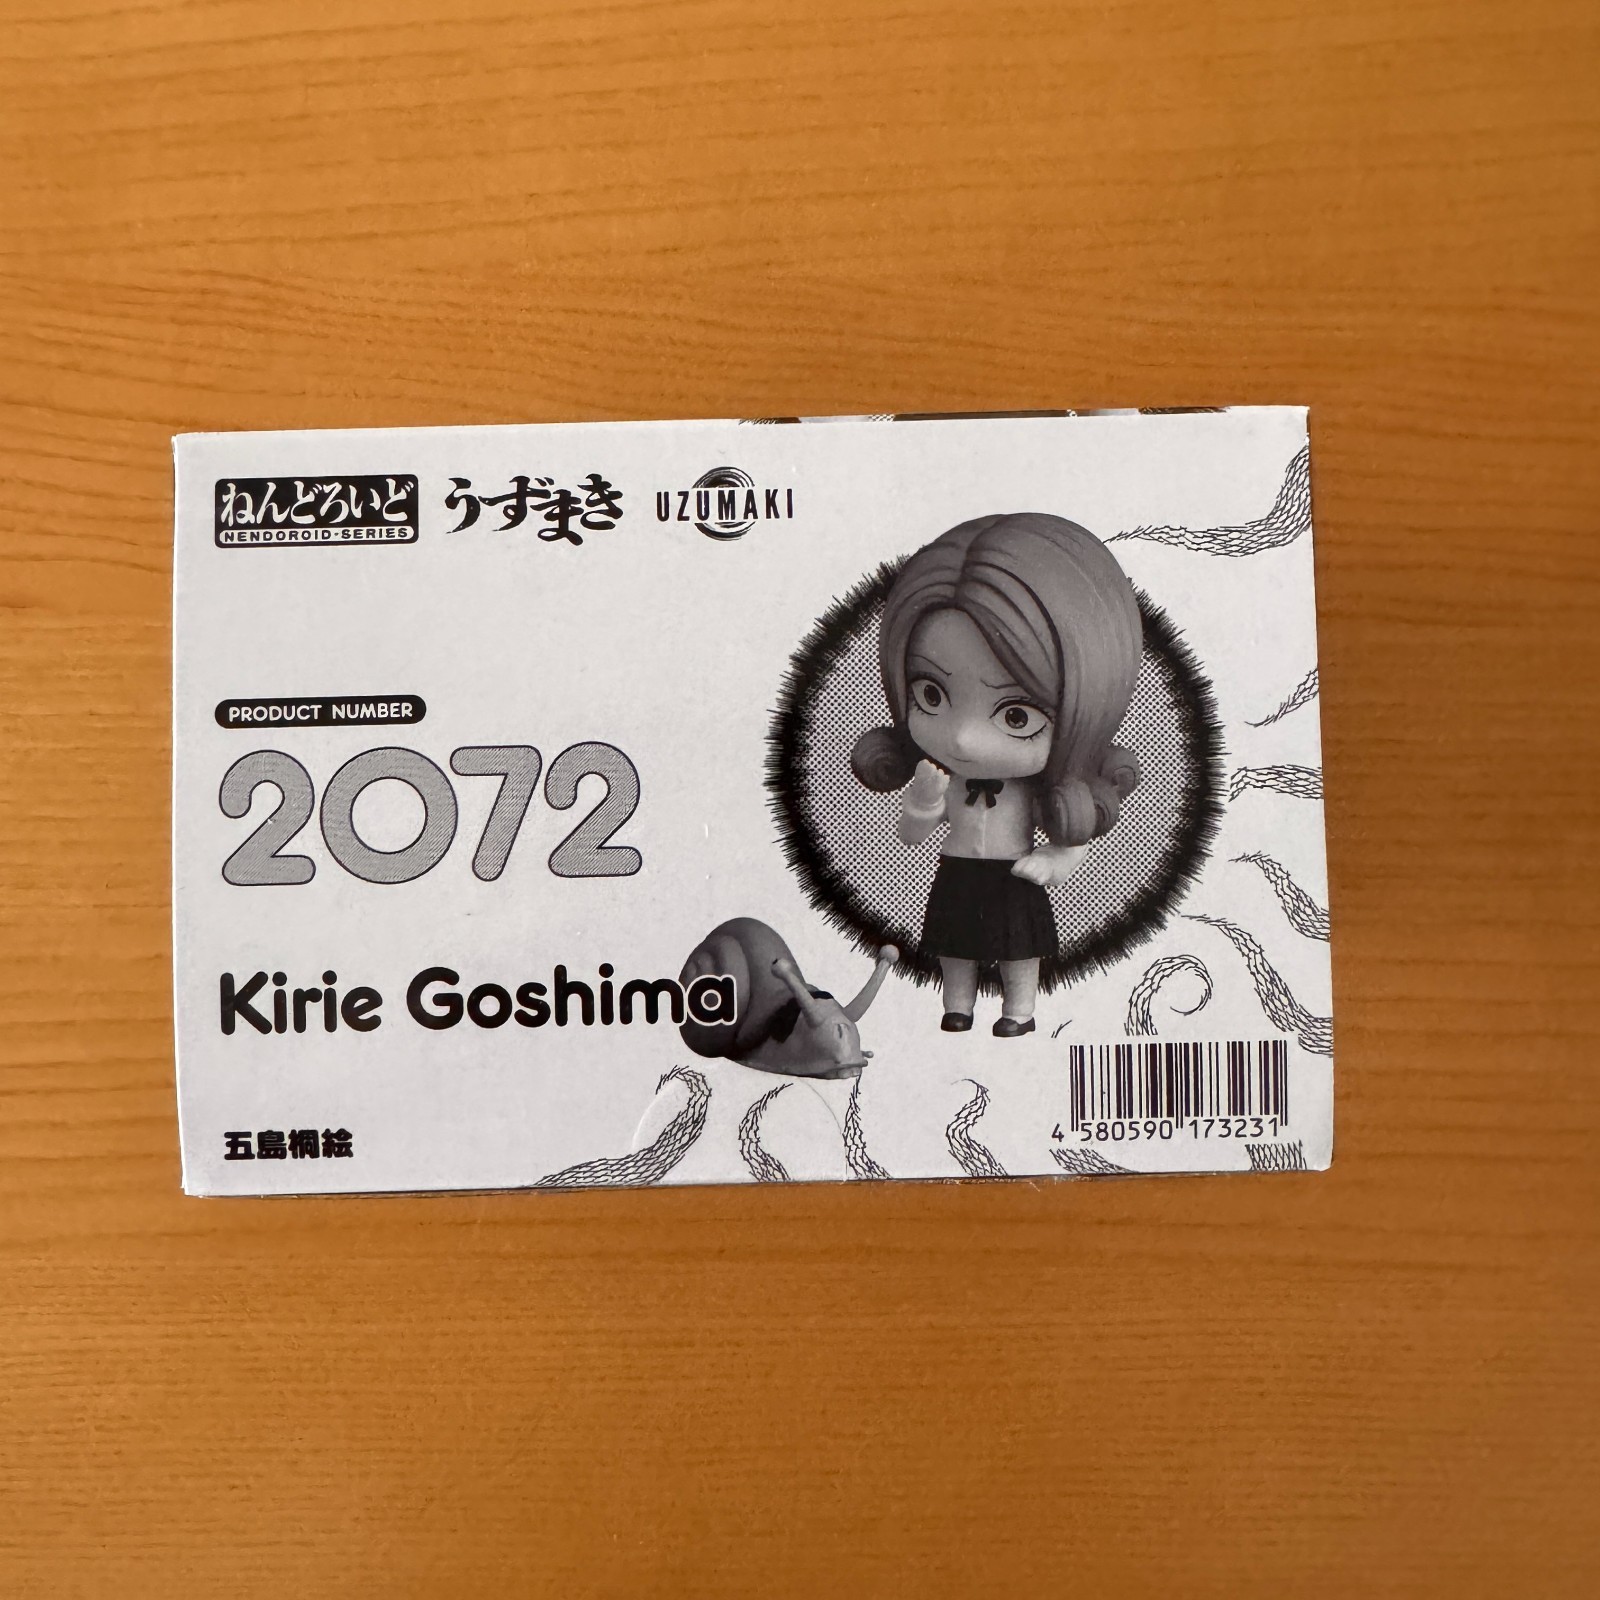 ねんどろいど
NENDOROID-SERIES
うずまき
UZUMAKI
PRODUCT NUMBER
2072
Kirie Goshima
五島桐絵
4 580590 173231